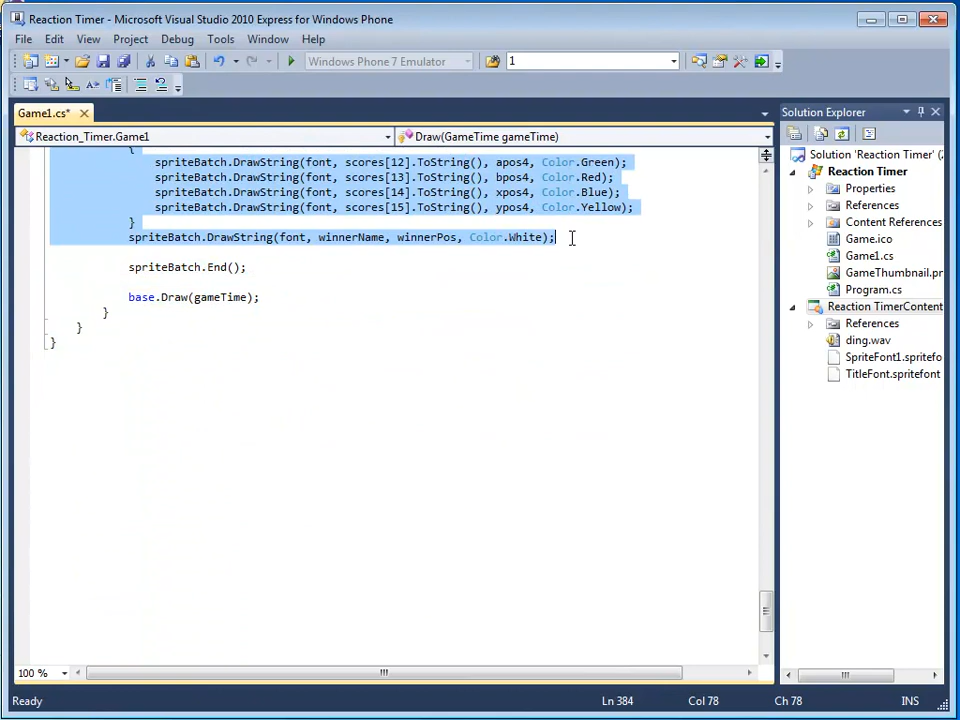 Reaction Timer - Microsoft Visual Studio 2010 Express for Windows Phone
File Edit View Project Debug Tools Window Help
Windows Phone 7 Emulator 1
Game1.cs*
Reaction_Timer.Game1 Draw(GameTime gameTime)
{
spriteBatch.DrawString(font, scores[12].ToString(), apos4, Color.Green);
spriteBatch.DrawString(font, scores[13].ToString(), bpos4, Color.Red);
spriteBatch.DrawString(font, scores[14].ToString(), xpos4, Color.Blue);
spriteBatch.DrawString(font, scores[15].ToString(), ypos4, Color.Yellow);
}
spriteBatch.DrawString(font, winnerName, winnerPos, Color.White);
spriteBatch.End();
base.Draw(gameTime);
}
}
}
Solution Explorer
Solution 'Reaction Timer'
Reaction Timer
Properties
References
Content References
Game.ico
Game1.cs
GameThumbnail.pr
Program.cs
Reaction TimerContent
References
ding.wav
SpriteFont1.spritefo
TitleFont.spritefont
100 %
Ready Ln 384 Col 78 Ch 78 INS